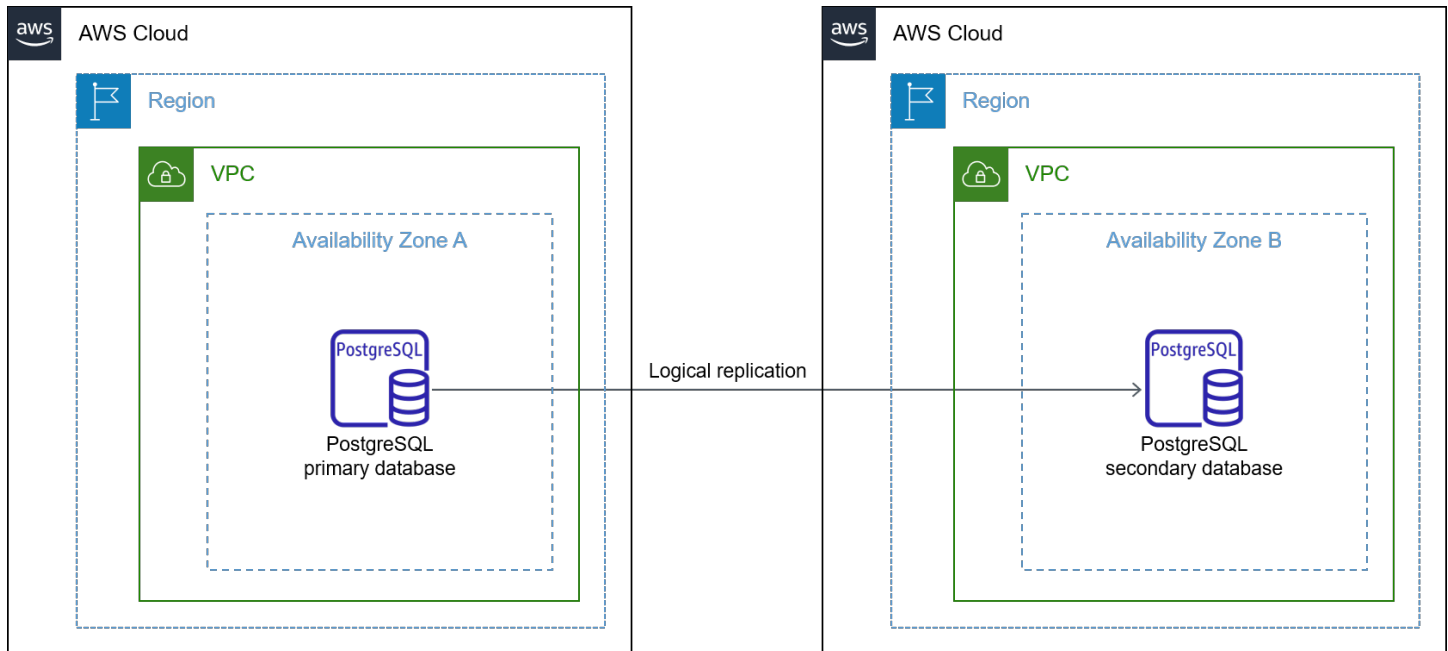 aws
AWS Cloud
Region
VPC
Availability Zone A
PostgreSQL
PostgreSQL
primary database
Logical replication
aws
AWS Cloud
Region
VPC
Availability Zone B
PostgreSQL
PostgreSQL
secondary database